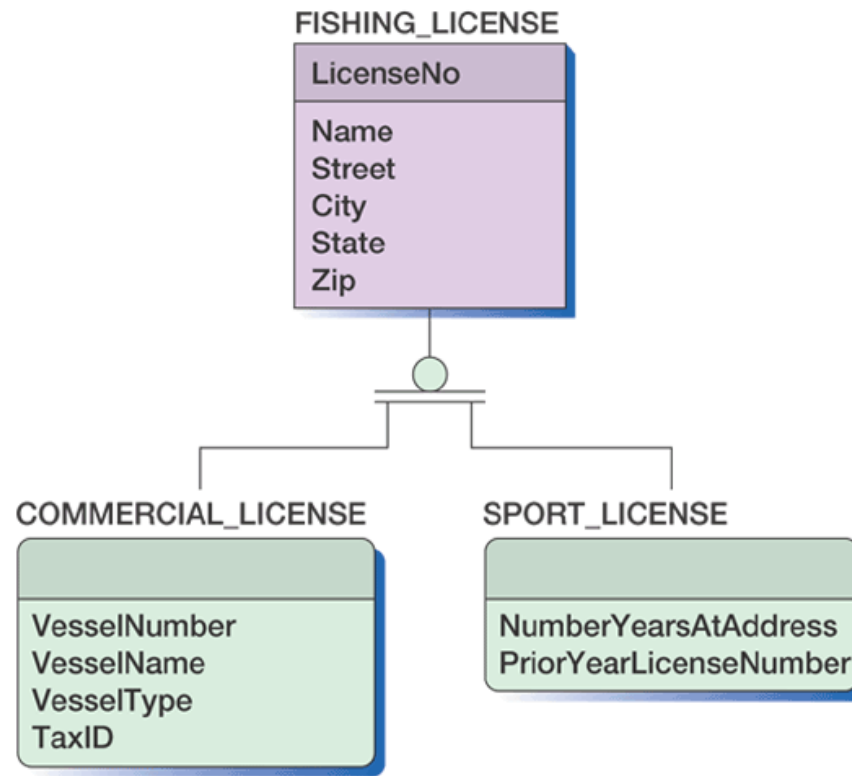 FISHING_LICENSE
LicenseNo
Name
Street
City
State
Zip
COMMERCIAL_LICENSE
VesselNumber
VesselName
VesselType
TaxID
SPORT_LICENSE
NumberYearsAtAddress
PriorYearLicenseNumber